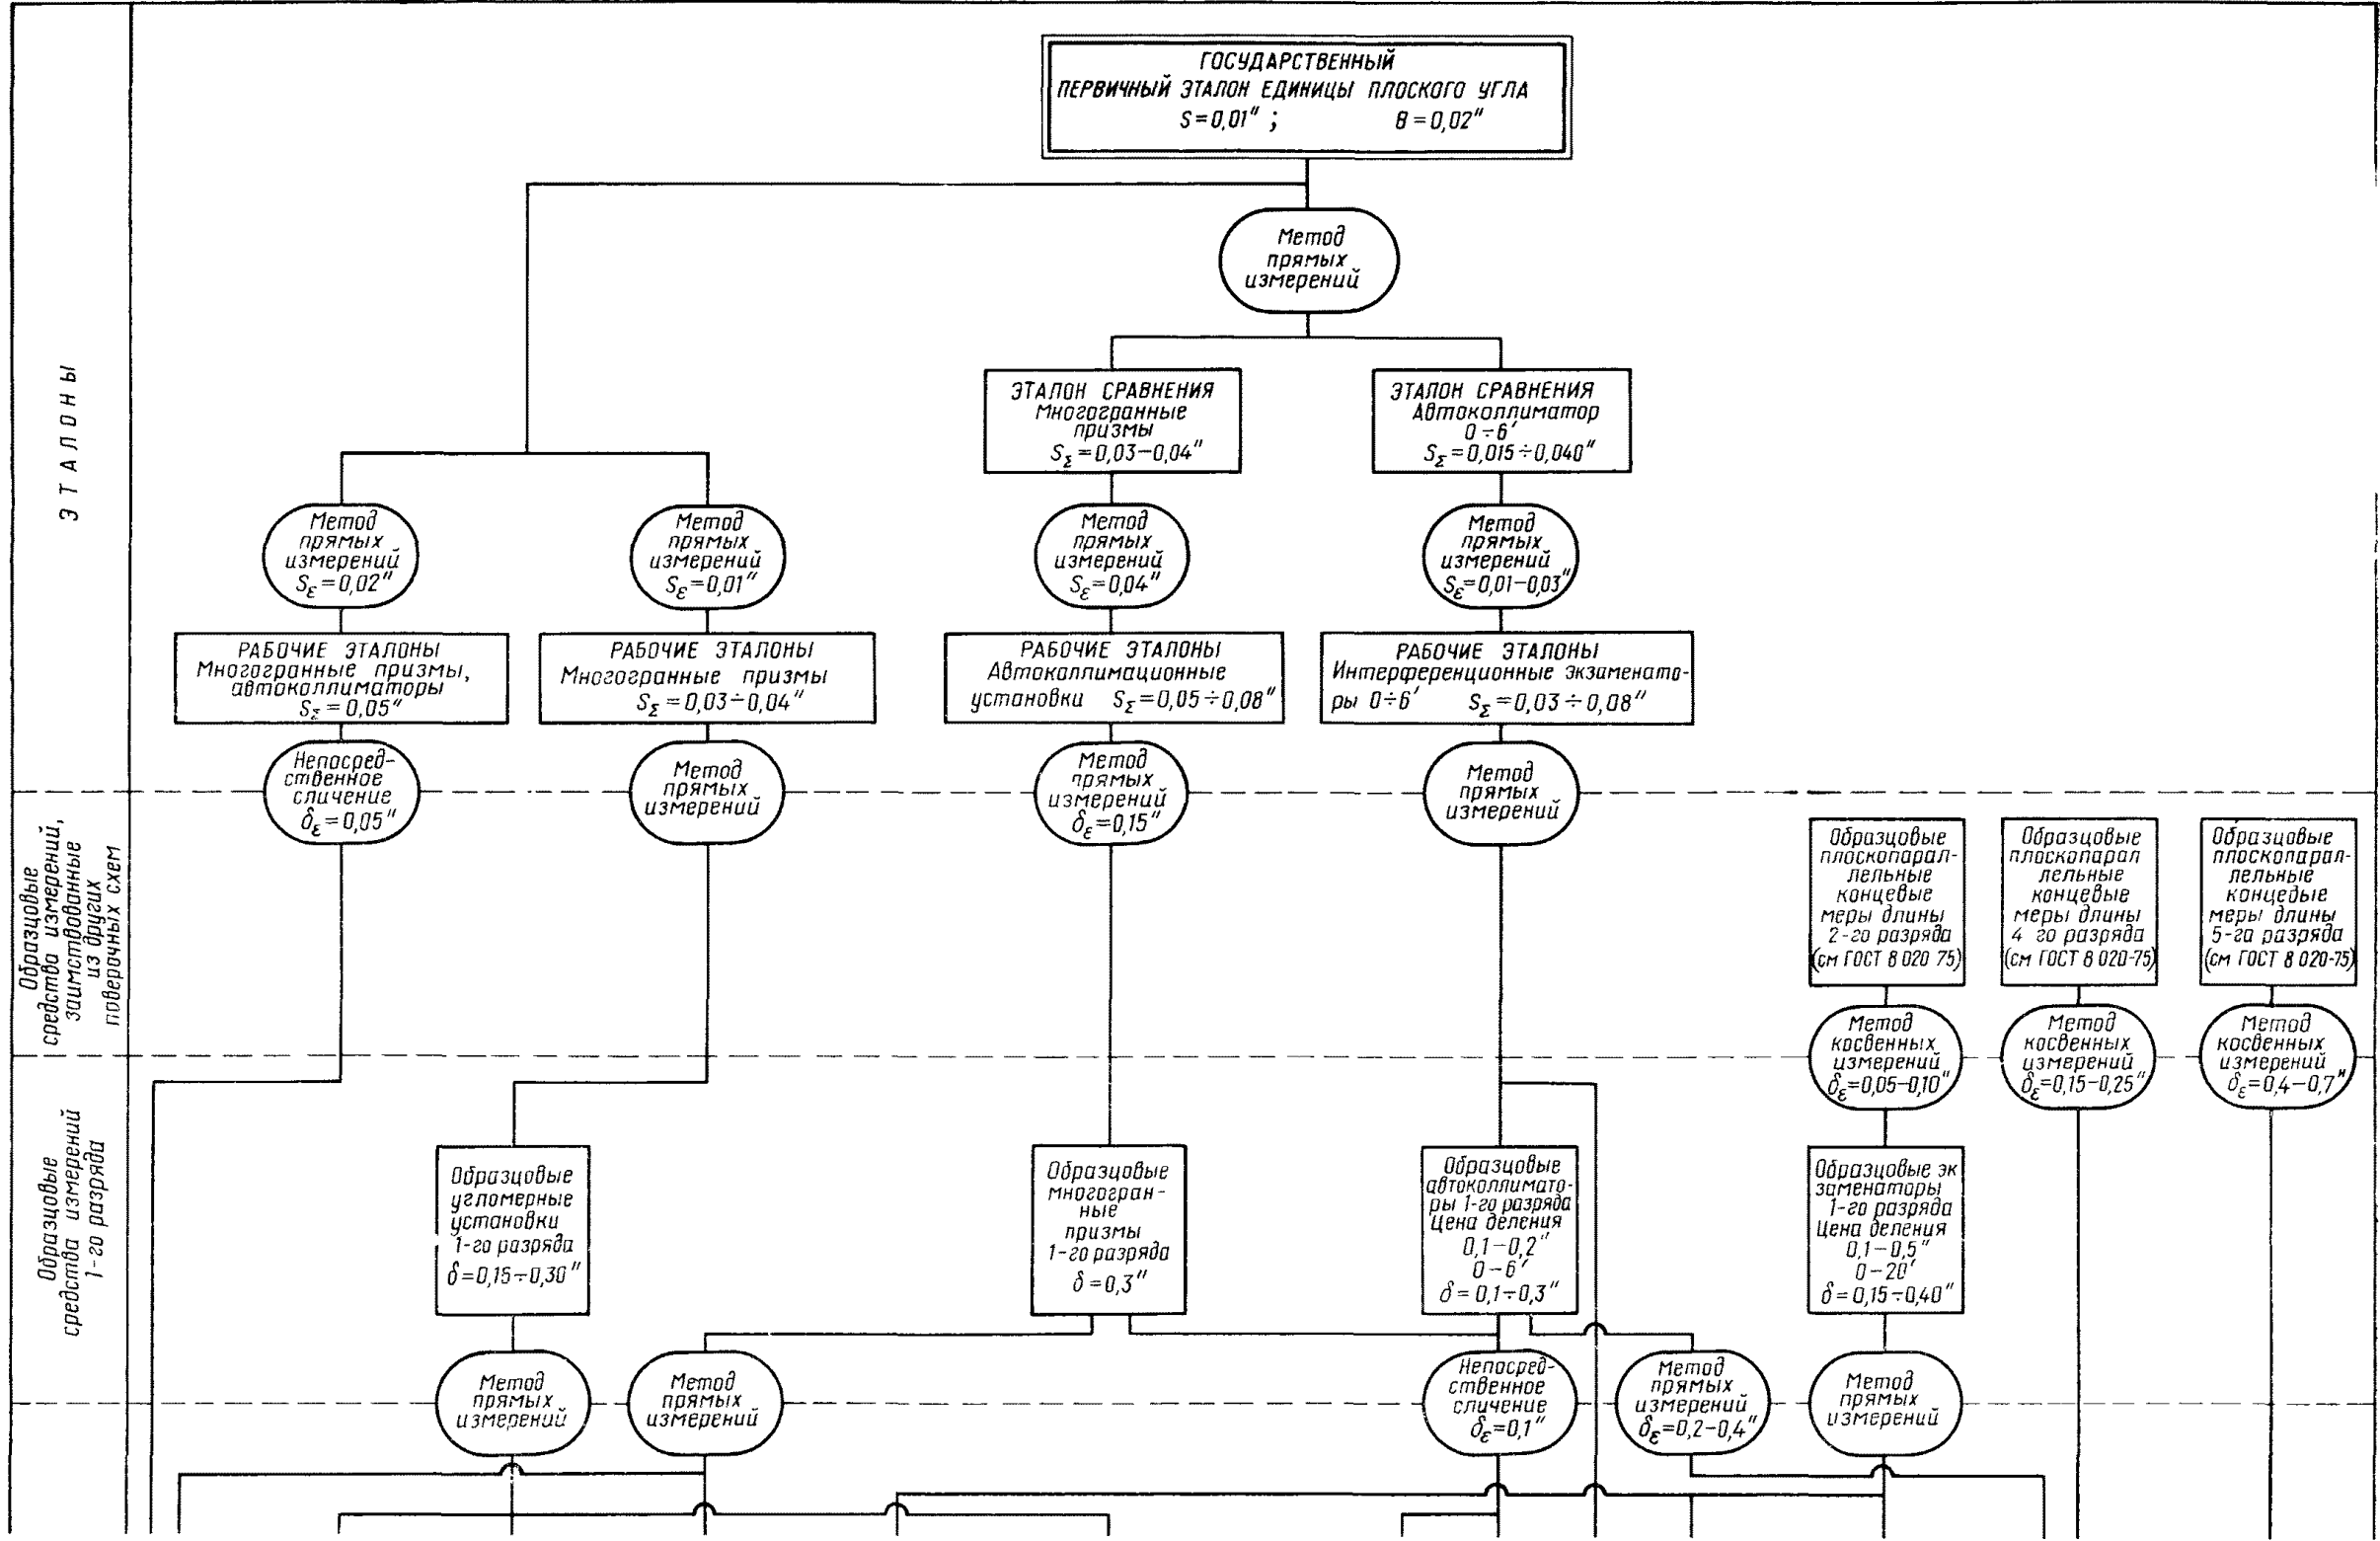 ГОСУДАРСТВЕННЫЙ
ПЕРВИЧНЫЙ ЭТАЛОН ЕДИНИЦЫ ПЛОСКОГО УГЛА
S=0,01″ ; θ=0,02″
Метод
прямых
измерений
ЭТАЛОНЫ
ЭТАЛОН СРАВНЕНИЯ
Многогранные
призмы
S_Σ=0,03−0,04″
ЭТАЛОН СРАВНЕНИЯ
Автоколлиматор
0÷6′
S_Σ=0,015÷0,040″
Метод
прямых
измерений
S_ε=0,02″
Метод
прямых
измерений
S_ε=0,01″
Метод
прямых
измерений
S_ε=0,04″
Метод
прямых
измерений
S_ε=0,01−0,03″
РАБОЧИЕ ЭТАЛОНЫ
Многогранные призмы,
автоколлиматоры
S_Σ=0,05″
РАБОЧИЕ ЭТАЛОНЫ
Многогранные призмы
S_Σ=0,03÷0,04″
РАБОЧИЕ ЭТАЛОНЫ
Автоколлимационные
установки S_Σ=0,05÷0,08″
РАБОЧИЕ ЭТАЛОНЫ
Интерференционные экзаменато-
ры 0÷6′ S_Σ=0,03÷0,08″
Непосред-
ственное
сличение
δ_ε=0,05″
Метод
прямых
измерений
Метод
прямых
измерений
δ_ε=0,15″
Метод
прямых
измерений
Образцовые
средства измерений,
заимствованные
из других
поверочных схем
Образцовые
плоскопарал-
лельные
концевые
меры длины
2-го разряда
(см ГОСТ 8 020 75)
Образцовые
плоскопарал
лельные
концевые
меры длины
4 го разряда
(см ГОСТ 8 020-75)
Образцовые
плоскопарал-
лельные
концевые
меры длины
5-га разряда
(см ГОСТ 8 020-75)
Метод
косвенных
измерений
δ_ε=0,05−0,10″
Метод
косвенных
измерений
δ_ε=0,15−0,25″
Метод
косвенных
измерений
δ_ε=0,4−0,7″
Образцовые
средства измерений
1-го разряда
Образцовые
угломерные
установки
1-го разряда
δ=0,15÷0,30″
Образцовые
многогран-
ные
призмы
1-го разряда
δ=0,3″
Образцовые
автоколлимато-
ры 1-го разряда
Цена деления
0,1−0,2″
0−6′
δ=0,1÷0,3″
Образцовые эк
заменаторы
1-го разряда
Цена деления
0,1−0,5″
0−20′
δ=0,15÷0,40″
Метод
прямых
измерений
Метод
прямых
измерений
Непосред-
ственное
сличение
δ_ε=0,1″
Метод
прямых
измерений
δ_ε=0,2−0,4″
Метод
прямых
измерений